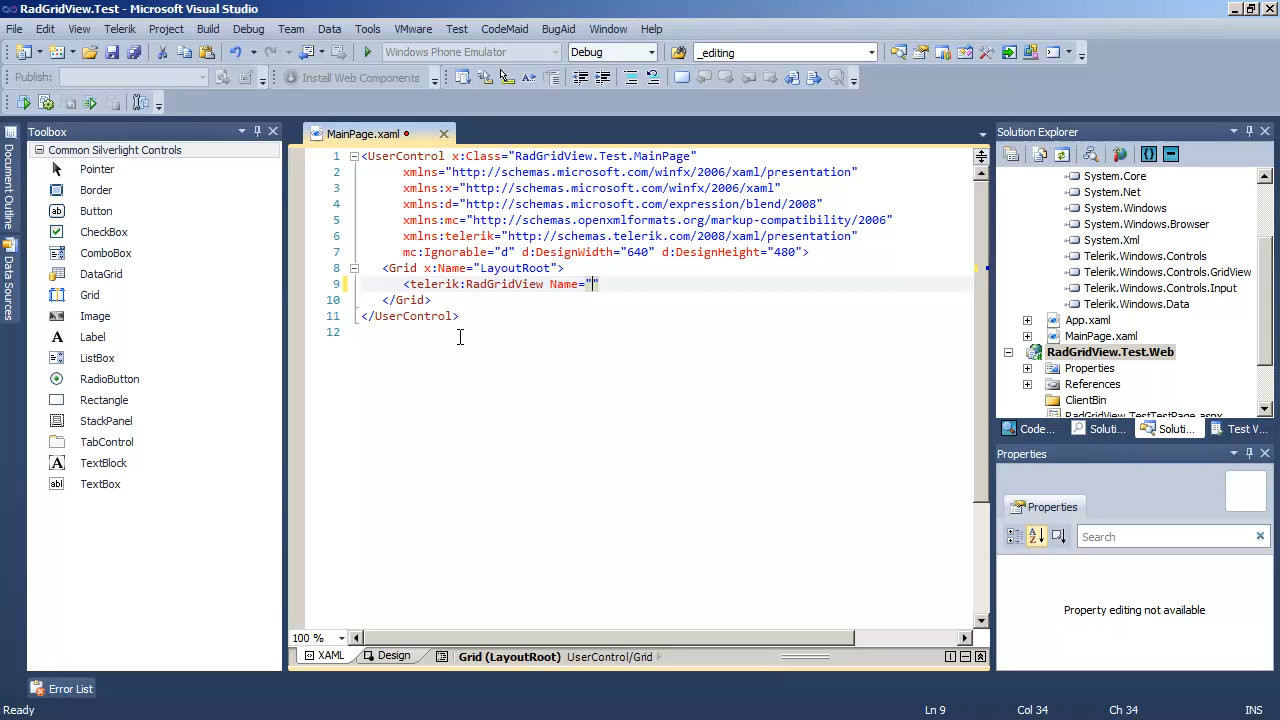 RadGridView.Test - Microsoft Visual Studio
File Edit View Telerik Project Build Debug Team Data Tools VMware Test CodeMaid BugAid Window Help
Windows Phone Emulator Debug _editing
Publish: Install Web Components
Toolbox
Common Silverlight Controls
Pointer
Border
Button
CheckBox
ComboBox
DataGrid
Grid
Image
Label
ListBox
RadioButton
Rectangle
StackPanel
TabControl
TextBlock
TextBox
Document Outline
Data Sources
MainPage.xaml
1 <UserControl x:Class="RadGridView.Test.MainPage"
2 xmlns="http://schemas.microsoft.com/winfx/2006/xaml/presentation"
3 xmlns:x="http://schemas.microsoft.com/winfx/2006/xaml"
4 xmlns:d="http://schemas.microsoft.com/expression/blend/2008"
5 xmlns:mc="http://schemas.openxmlformats.org/markup-compatibility/2006"
6 xmlns:telerik="http://schemas.telerik.com/2008/xaml/presentation"
7 mc:Ignorable="d" d:DesignWidth="640" d:DesignHeight="480">
8 <Grid x:Name="LayoutRoot">
9 <telerik:RadGridView Name=""
10 </Grid>
11 </UserControl>
12
100 %
XAML Design Grid (LayoutRoot) UserControl/Grid
Solution Explorer
System.Core
System.Net
System.Windows
System.Windows.Browser
System.Xml
Telerik.Windows.Controls
Telerik.Windows.Controls.GridView
Telerik.Windows.Controls.Input
Telerik.Windows.Data
App.xaml
MainPage.xaml
RadGridView.Test.Web
Properties
References
ClientBin
RadGridView.TestTestPage.aspx
Code... Soluti... Soluti... Test V...
Properties
Properties
Search
Property editing not available
Error List
Ready Ln 9 Col 34 Ch 34 INS